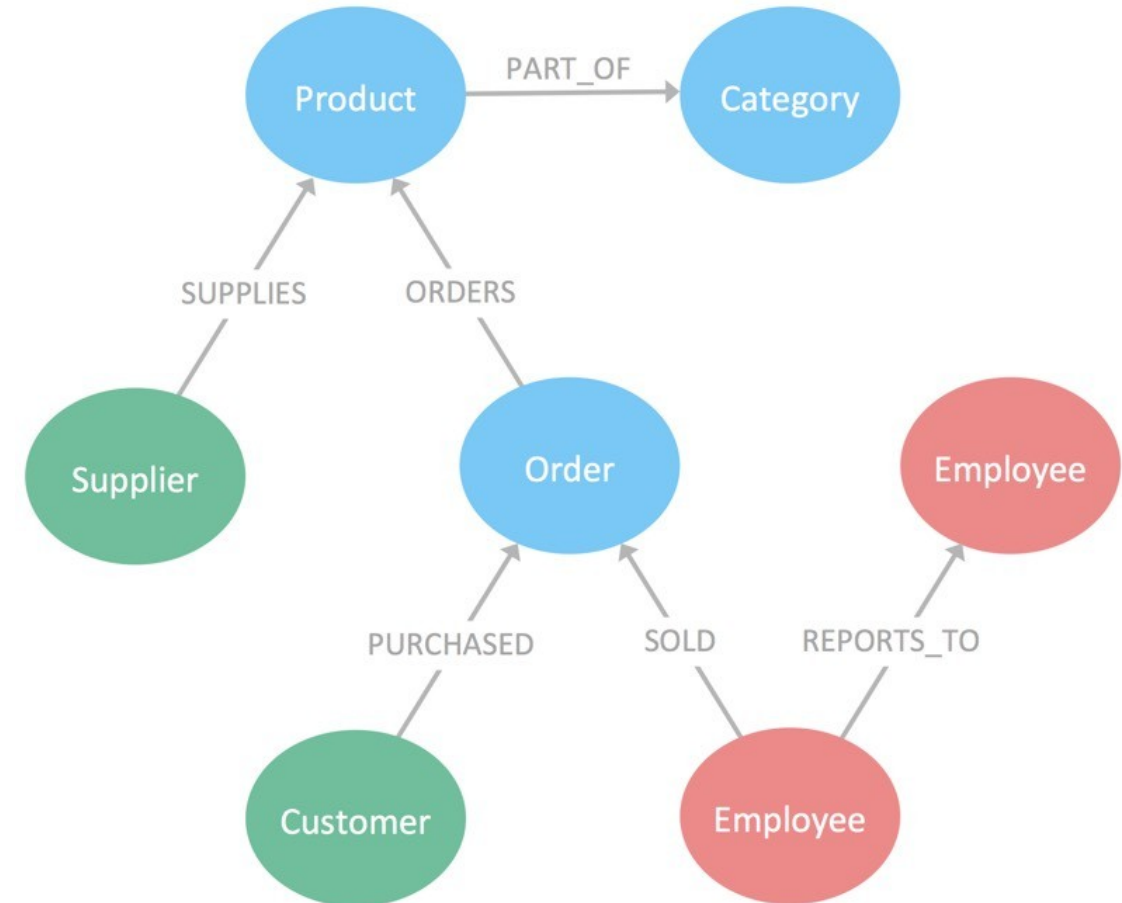 PART_OF
Product
Category
SUPPLIES
ORDERS
Supplier
Order
Employee
PURCHASED
SOLD
REPORTS_TO
Customer
Employee